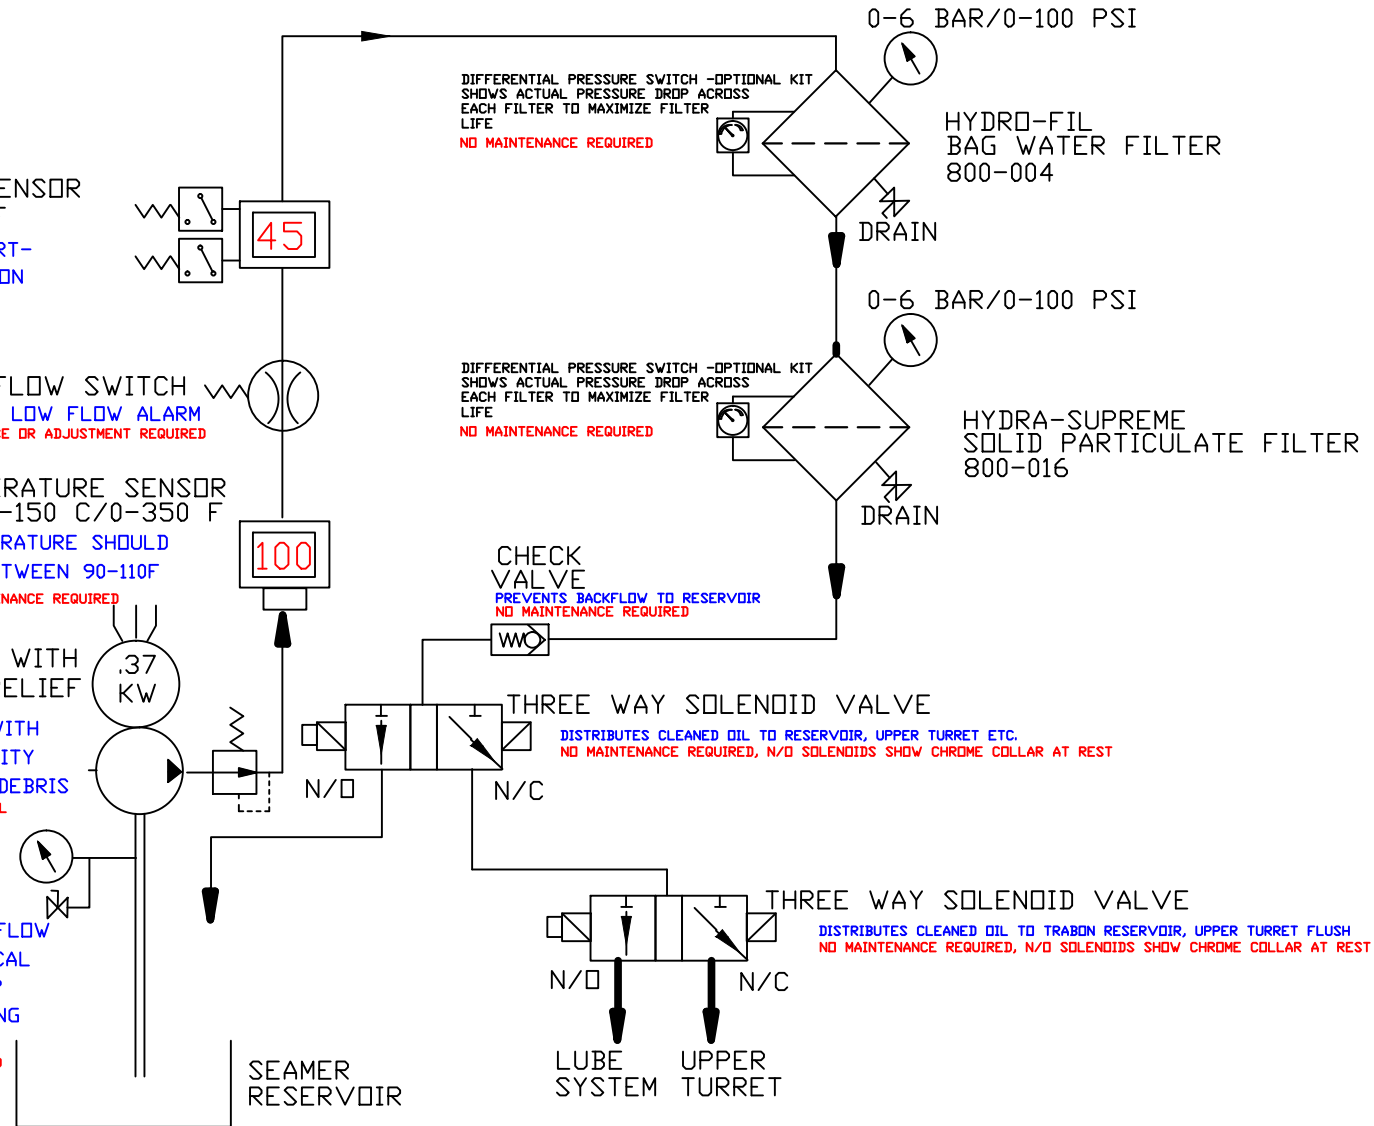 0-6 BAR/0-100 PSI
DIFFERENTIAL PRESSURE SWITCH -OPTIONAL KIT
SHOWS ACTUAL PRESSURE DROP ACROSS
EACH FILTER TO MAXIMIZE FILTER
LIFE
NO MAINTENANCE REQUIRED
HYDRO-FIL
BAG WATER FILTER
800-004
DRAIN
ENSOR
F
RT-
ION
45
0-6 BAR/0-100 PSI
DIFFERENTIAL PRESSURE SWITCH -OPTIONAL KIT
SHOWS ACTUAL PRESSURE DROP ACROSS
EACH FILTER TO MAXIMIZE FILTER
LIFE
NO MAINTENANCE REQUIRED
HYDRA-SUPREME
SOLID PARTICULATE FILTER
800-016
DRAIN
FLOW SWITCH
LOW FLOW ALARM
CE OR ADJUSTMENT REQUIRED
ERATURE SENSOR
-150 C/0-350 F
RATURE SHOULD
TWEEN 90-110F
NANCE REQUIRED
100
CHECK
VALVE
PREVENTS BACKFLOW TO RESERVOIR
NO MAINTENANCE REQUIRED
WITH
RELIEF
.37
KW
WITH
ITY
DEBRIS
L
THREE WAY SOLENOID VALVE
DISTRIBUTES CLEANED OIL TO RESERVOIR, UPPER TURRET ETC.
NO MAINTENANCE REQUIRED, N/O SOLENOIDS SHOW CHROME COLLAR AT REST
N/O
N/C
THREE WAY SOLENOID VALVE
DISTRIBUTES CLEANED OIL TO TRABON RESERVOIR, UPPER TURRET FLUSH
NO MAINTENANCE REQUIRED, N/O SOLENOIDS SHOW CHROME COLLAR AT REST
N/O
N/C
FLOW
CAL
NG
LUBE
SYSTEM
UPPER
TURRET
SEAMER
RESERVOIR